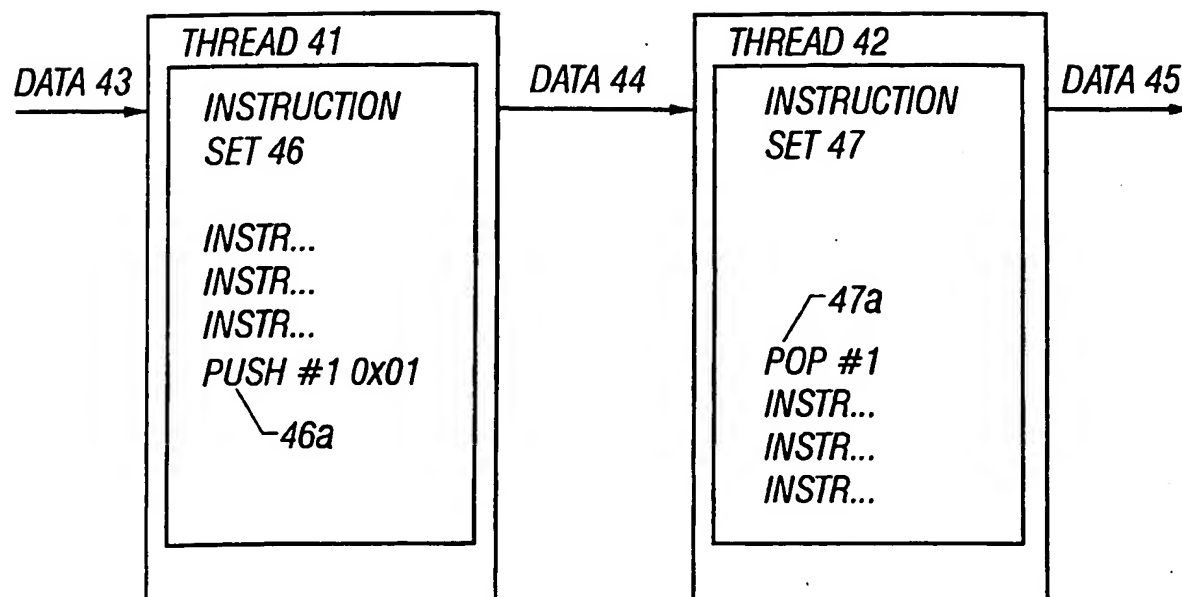 DATA 43
THREAD 41
INSTRUCTION
SET 46
INSTR...
INSTR...
INSTR...
PUSH #1 0X01
46a
DATA 44
THREAD 42
INSTRUCTION
SET 47
47a
POP #1
INSTR...
INSTR...
INSTR...
DATA 45